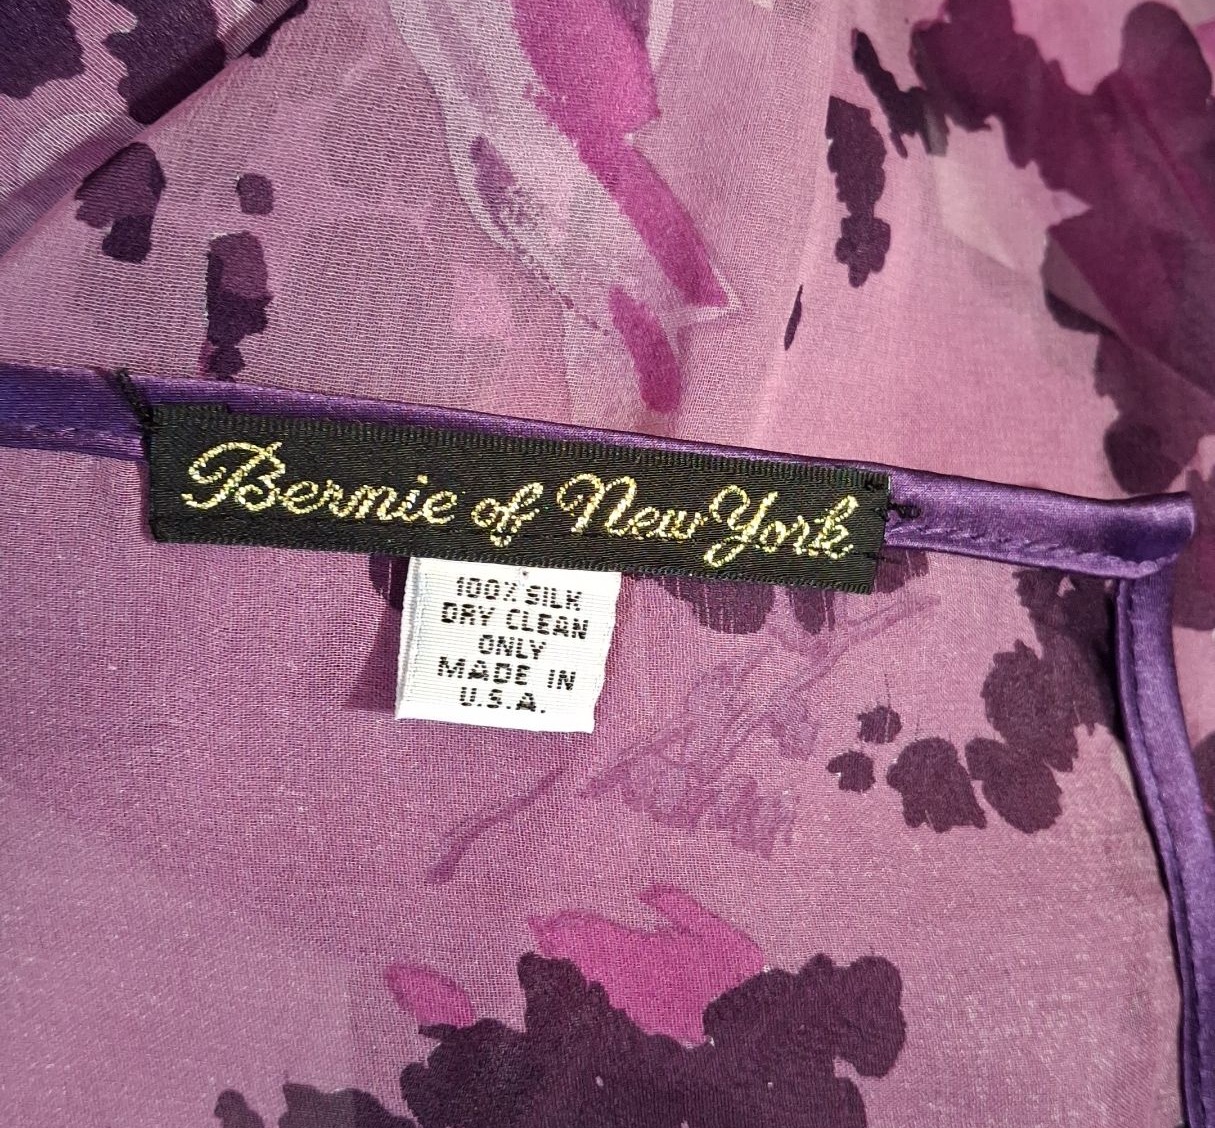 Bernie of New York
100% SILK
DRY CLEAN
ONLY
MADE IN
U.S.A.